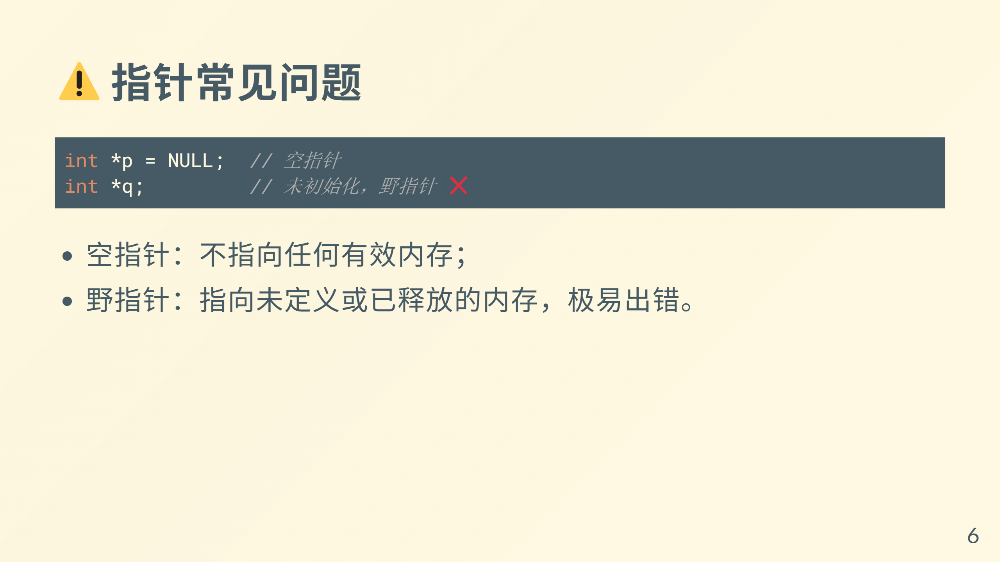 ⚠️ 指针常见问题
int *p = NULL;  // 空指针
int *q;         // 未初始化，野指针 ❌
• 空指针：不指向任何有效内存；
• 野指针：指向未定义或已释放的内存，极易出错。
6